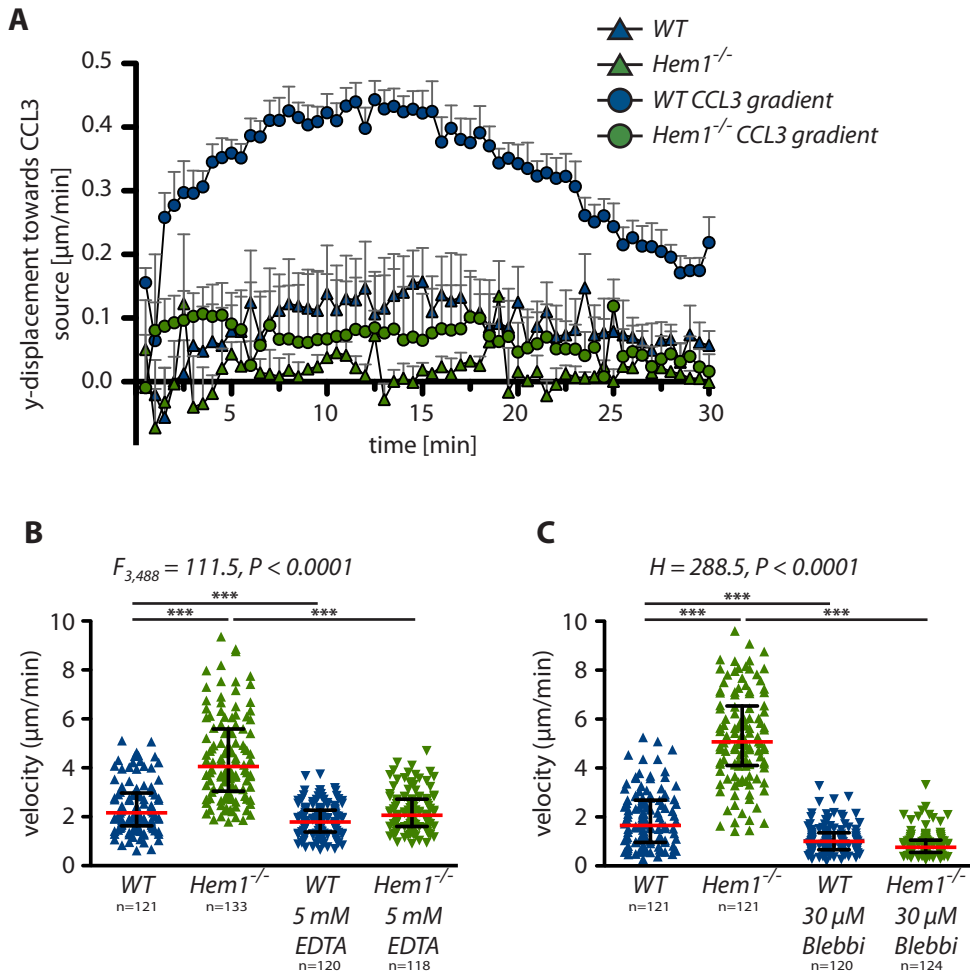 A
WT
Hem1-/-
WT CCL3 gradient
Hem1-/- CCL3 gradient
y-displacement towards CCL3
source [µm/min]
0.5
0.4
0.3
0.2
0.1
0.0
5
10
15
20
25
30
time [min]
B
F3,488 = 111.5, P < 0.0001
***
***
***
velocity (µm/min)
10
8
6
4
2
0
WT
n=121
Hem1-/-
n=133
WT
5 mM
EDTA
n=120
Hem1-/-
5 mM
EDTA
n=118
C
H = 288.5, P < 0.0001
***
***
***
velocity (µm/min)
10
8
6
4
2
0
WT
n=121
Hem1-/-
n=121
WT
30 µM
Blebbi
n=120
Hem1-/-
30 µM
Blebbi
n=124